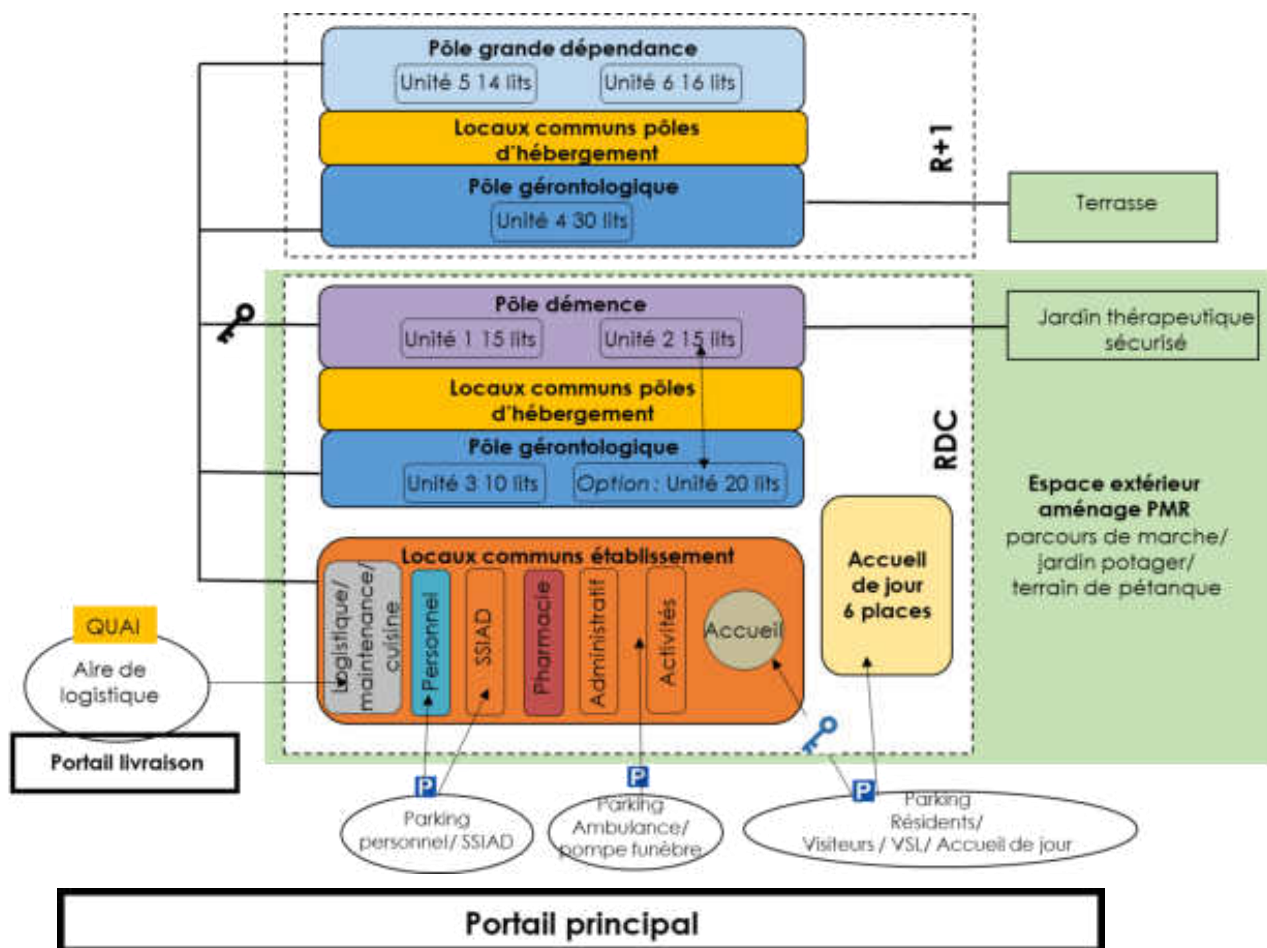 Pôle grande dépendance
Unité 5 14 lits
Unité 6 16 lits
Locaux communs pôles
d'hébergement
Pôle gérontologique
Unité 4 30 lits
R+1
Terrasse
Pôle démence
Unité 1 15 lits
Unité 2 15 lits
Jardin thérapeutique
sécurisé
Locaux communs pôles
d'hébergement
Pôle gérontologique
Unité 3 10 lits
Option : Unité 20 lits
RDC
Espace extérieur
aménage PMR
parcours de marche/
jardin potager/
terrain de pétanque
Locaux communs établissement
Logistique/
maintenance/
cuisine
Personnel
SSIAD
Pharmacie
Administratif
Activités
Accueil
Accueil
de jour
6 places
QUAI
Aire de
logistique
Portail livraison
P
Parking
personnel/ SSIAD
P
Parking
Ambulance/
pompe funèbre
P
Parking
Résidents/
Visiteurs / VSL/ Accueil de jour
Portail principal